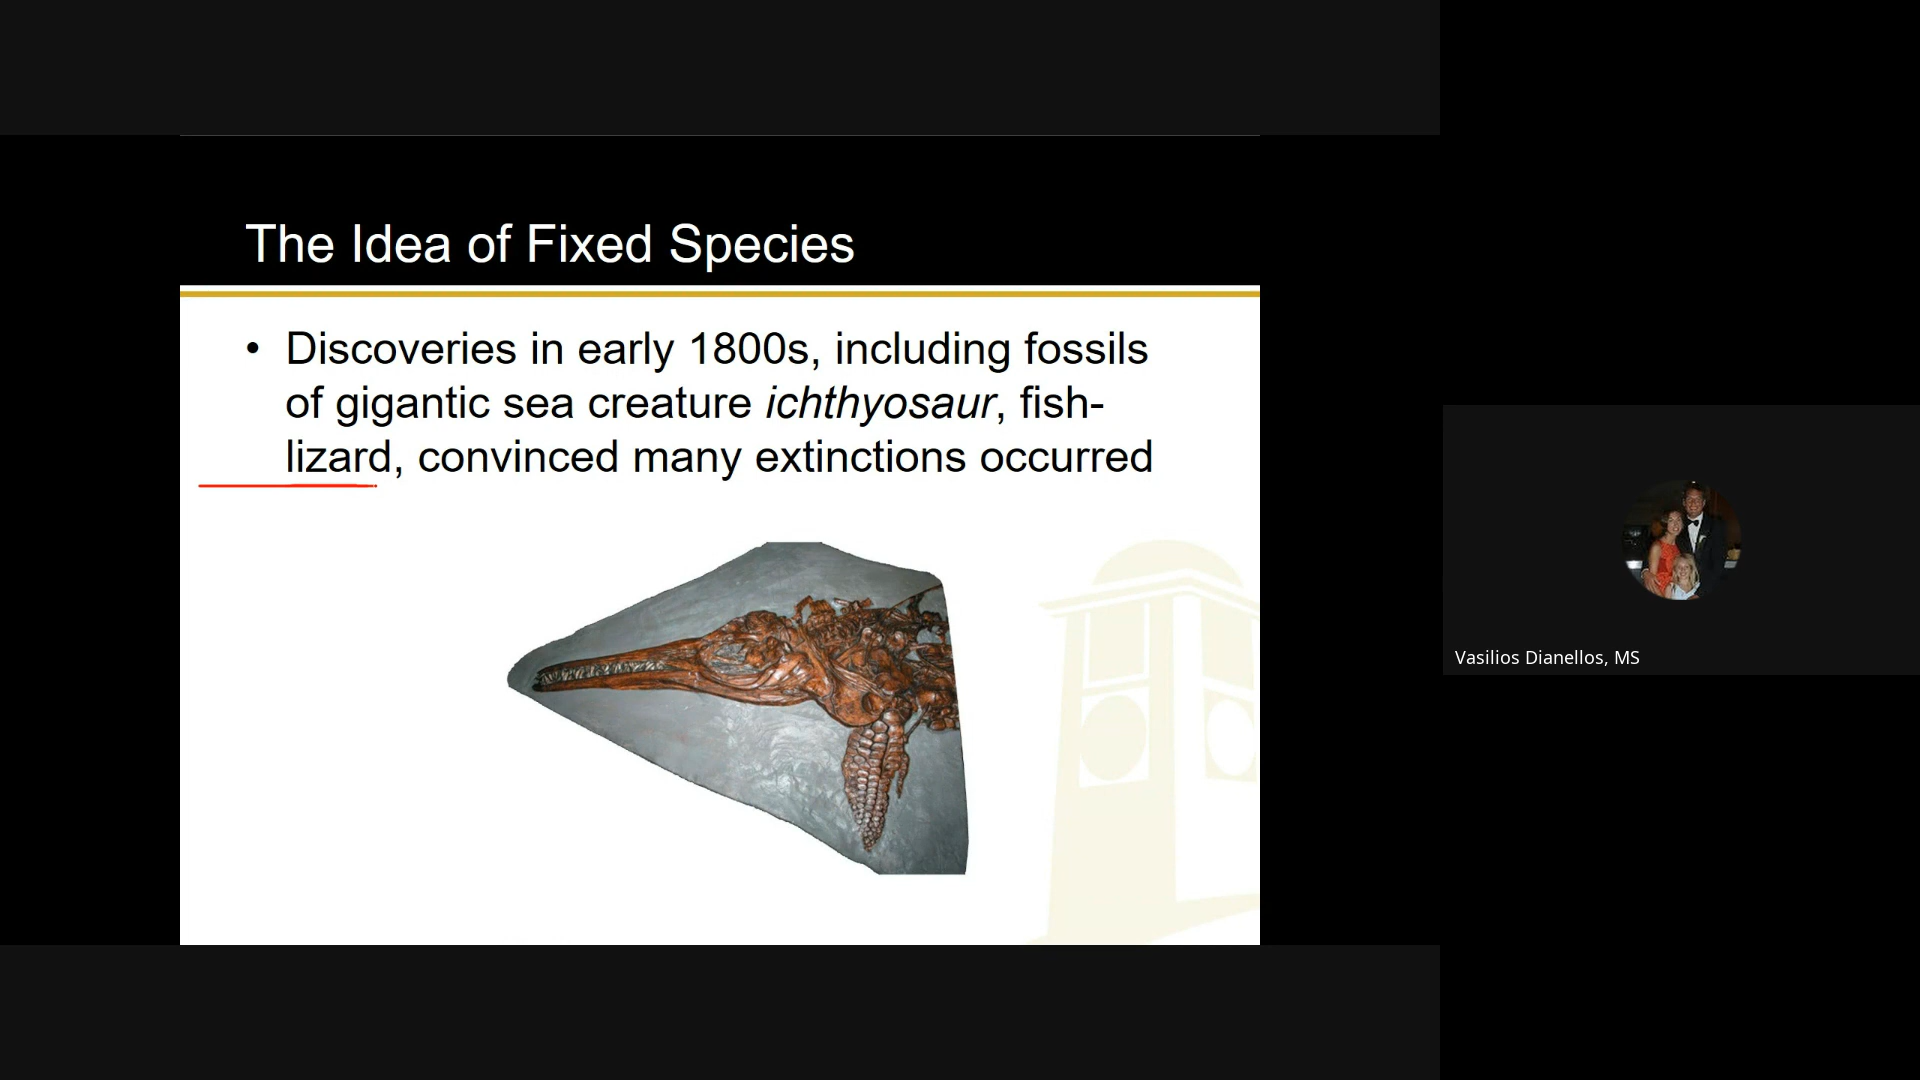 The Idea of Fixed Species
• Discoveries in early 1800s, including fossils
of gigantic sea creature ichthyosaur, fish-
lizard, convinced many extinctions occurred
Vasilios Dianellos, MS